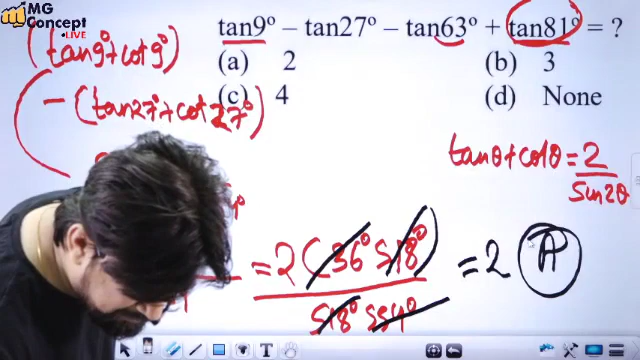 MG
Concept
LIVE
tan9° – tan27° – tan63° + tan81° = ?
(a) 2 (b) 3
(c) 4 (d) None
(tan9° + cot9°)
- (tan27° + cot27°)
tanθ + cotθ = 2/sin2θ
= 2(C36° S18°) / S18° S54° = 2 A